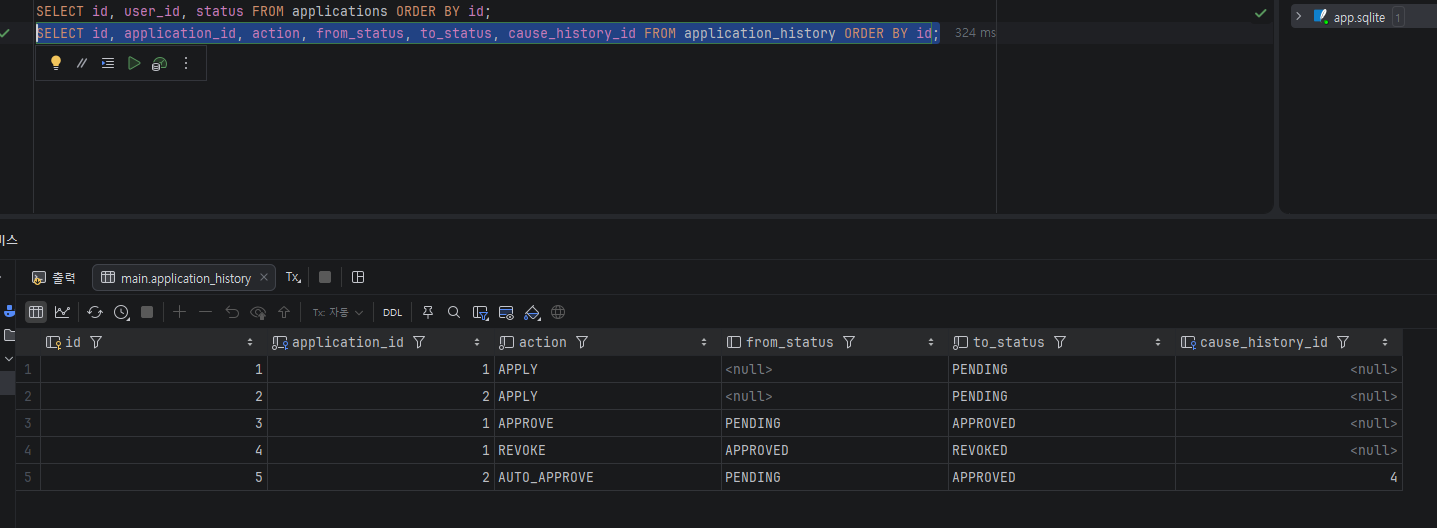 SELECT id, user_id, status FROM applications ORDER BY id;
SELECT id, application_id, action, from_status, to_status, cause_history_id FROM application_history ORDER BY id; 324 ms
app.sqlite 1
비스
출력 main.application_history Tx
Tx: 자동 DDL
id application_id action from_status to_status cause_history_id
1 1 1 APPLY <null> PENDING <null>
2 2 2 APPLY <null> PENDING <null>
3 3 1 APPROVE PENDING APPROVED <null>
4 4 1 REVOKE APPROVED REVOKED <null>
5 5 2 AUTO_APPROVE PENDING APPROVED 4